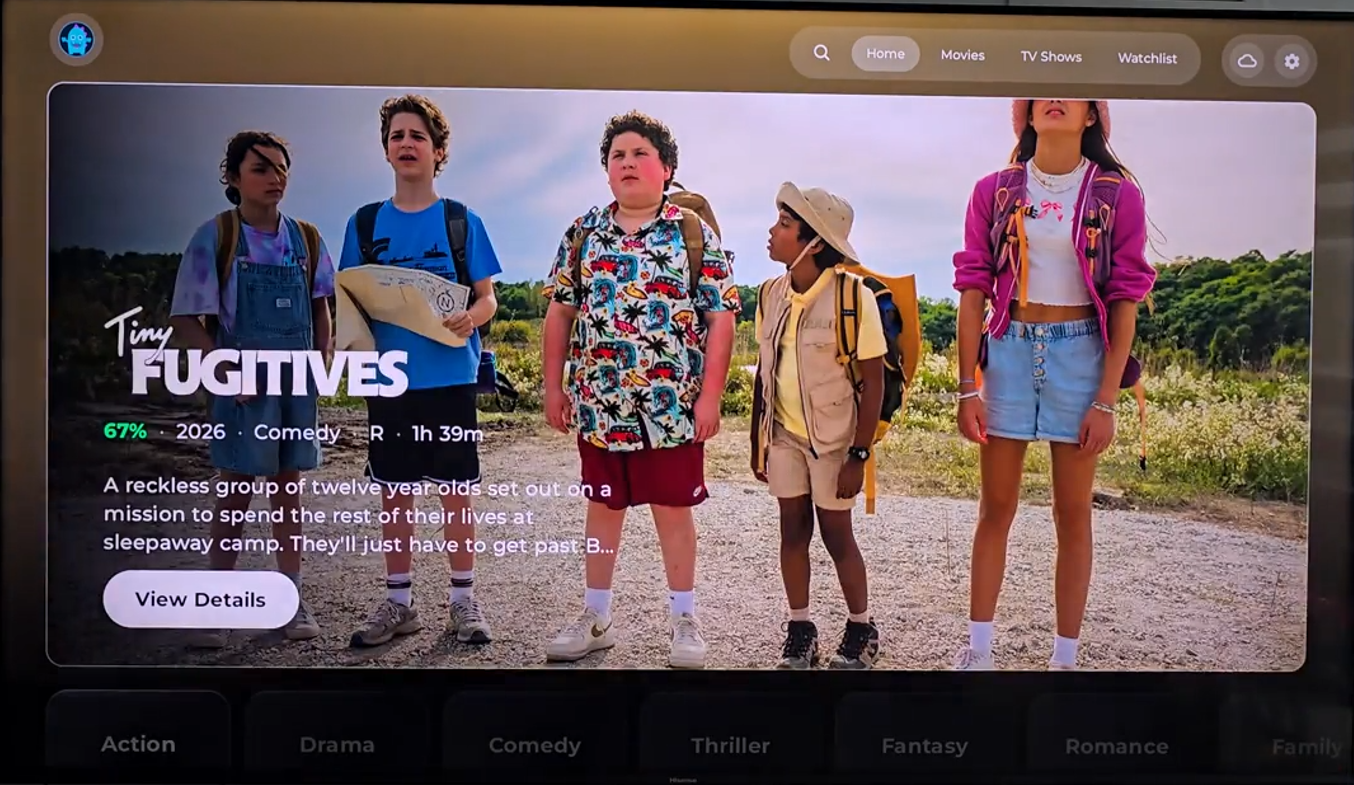 Home
Movies
TV Shows
Watchlist
Tiny
FUGITIVES
67% · 2026 · Comedy R · 1h 39m
A reckless group of twelve year olds set out on a
mission to spend the rest of their lives at
sleepaway camp. They'll just have to get past B...
View Details
Action
Drama
Comedy
Thriller
Fantasy
Romance
Family
Hisense